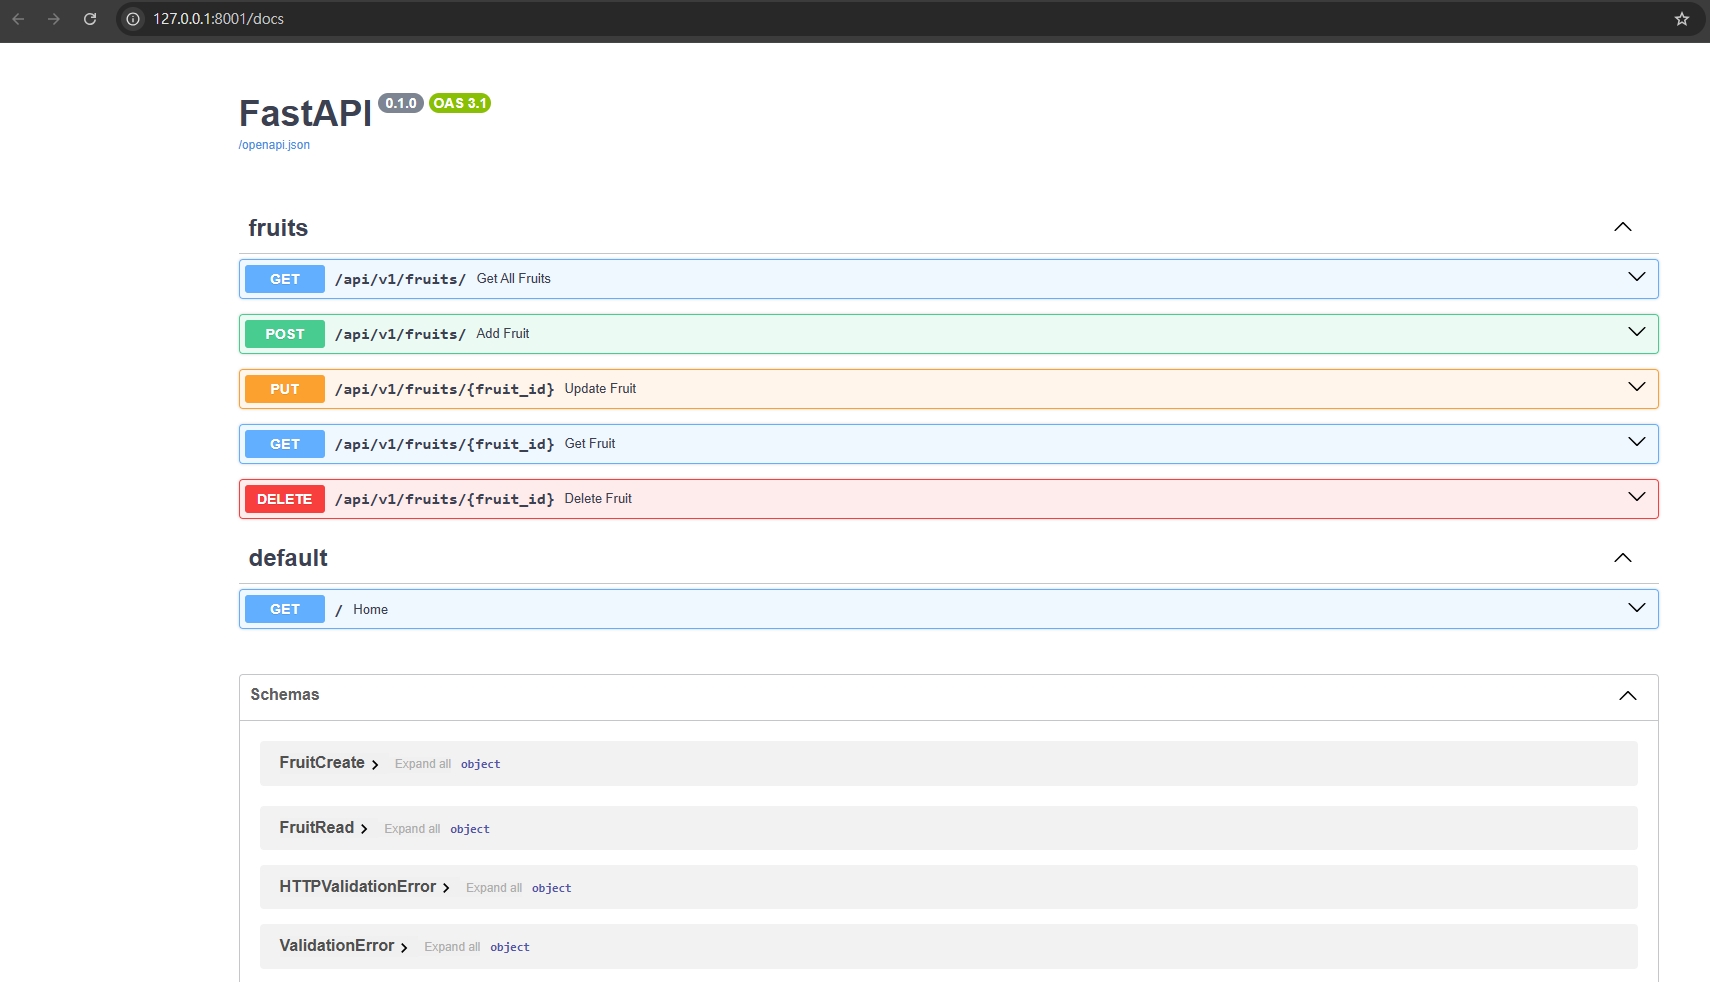 127.0.0.1:8001/docs
FastAPI 0.1.0 OAS 3.1
/openapi.json
fruits
GET /api/v1/fruits/ Get All Fruits
POST /api/v1/fruits/ Add Fruit
PUT /api/v1/fruits/{fruit_id} Update Fruit
GET /api/v1/fruits/{fruit_id} Get Fruit
DELETE /api/v1/fruits/{fruit_id} Delete Fruit
default
GET / Home
Schemas
FruitCreate Expand all object
FruitRead Expand all object
HTTPValidationError Expand all object
ValidationError Expand all object